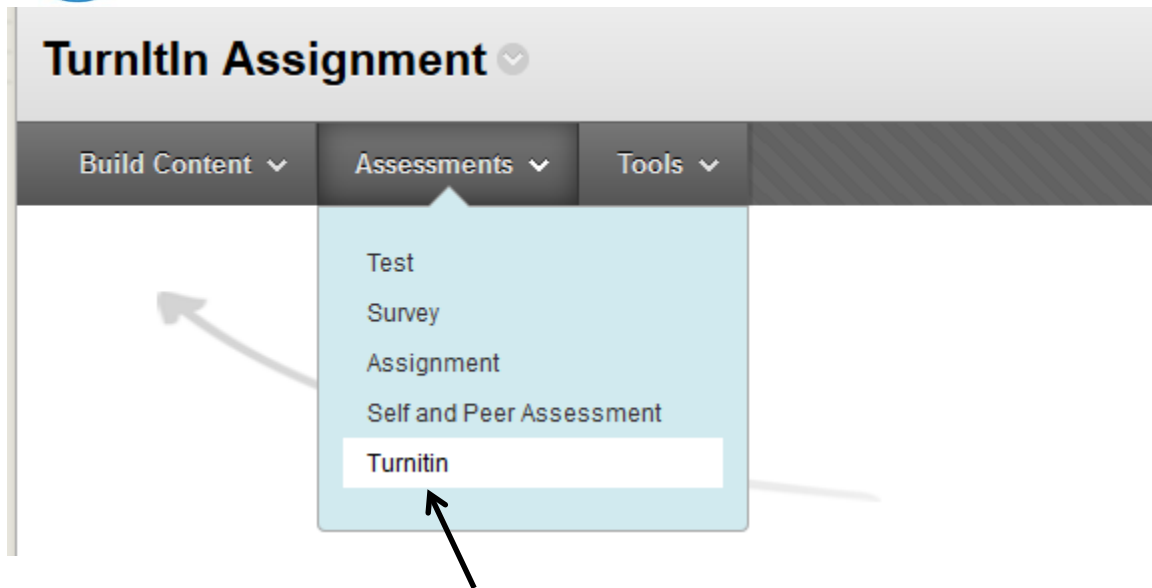 TurnItIn Assignment
Build Content Assessments Tools
Test
Survey
Assignment
Self and Peer Assessment
Turnitin